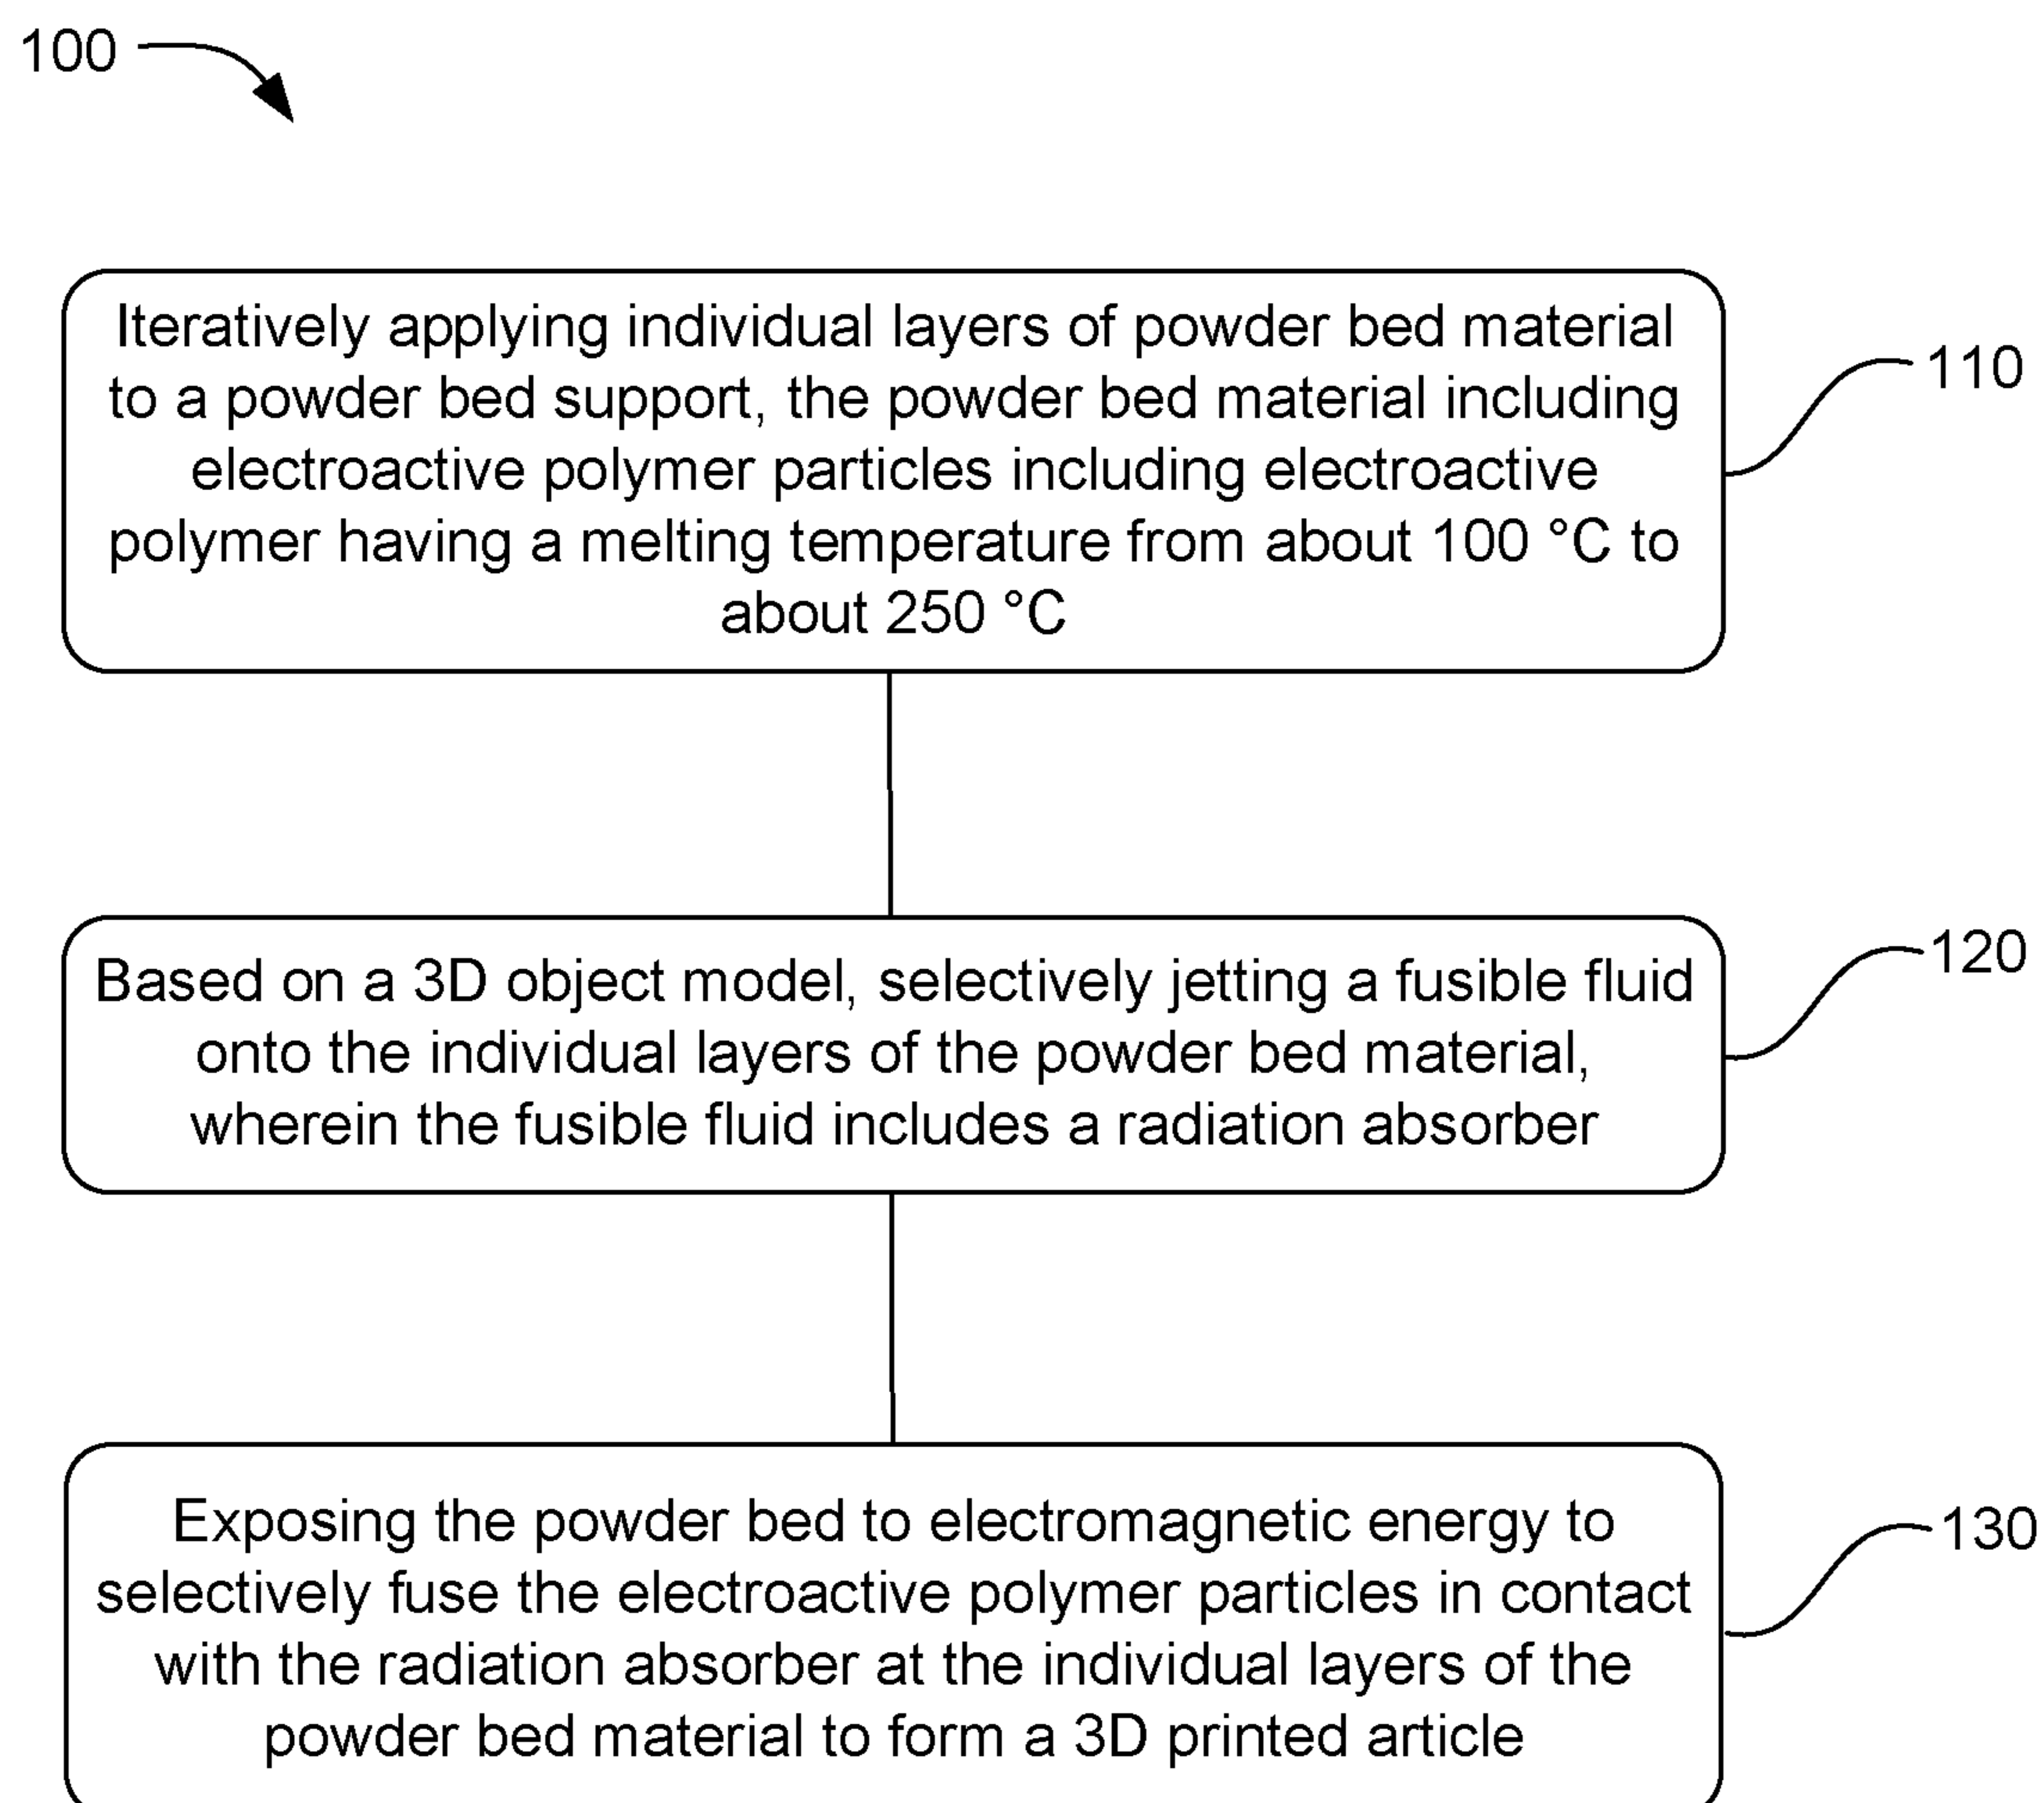 100
Iteratively applying individual layers of powder bed material
to a powder bed support, the powder bed material including
electroactive polymer particles including electroactive
polymer having a melting temperature from about 100 °C to
about 250 °C
110
Based on a 3D object model, selectively jetting a fusible fluid
onto the individual layers of the powder bed material,
wherein the fusible fluid includes a radiation absorber
120
Exposing the powder bed to electromagnetic energy to
selectively fuse the electroactive polymer particles in contact
with the radiation absorber at the individual layers of the
powder bed material to form a 3D printed article
130